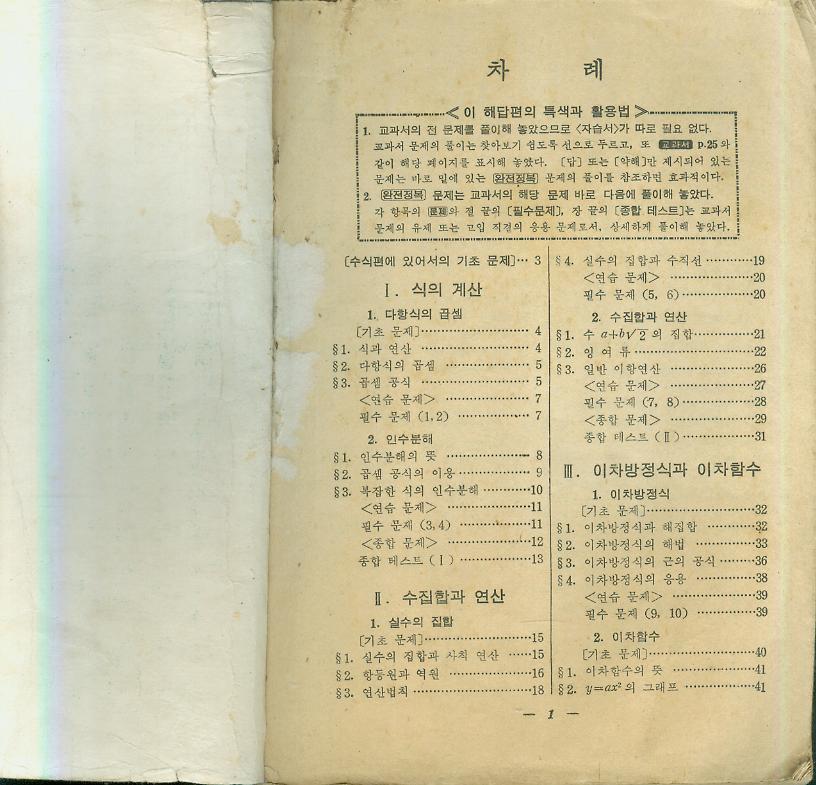 차 례
이 해답편의 특색과 활용법
1. 교과서의 전 문제를 풀이해 놓았으므로 〈자습서〉가 따로 필요 없다.
교과서 문제의 풀이는 찾아보기 쉽도록 선으로 두르고, 또 교과서 p.25와
같이 해당 페이지를 표시해 놓았다. [답] 또는 [약해]만 제시되어 있는
문제는 바로 밑에 있는 완전정복 문제의 풀이를 참조하면 효과적이다.
2. 완전정복 문제는 교과서의 해당 문제 바로 다음에 풀이해 놓았다.
각 항목의 문제와 절 끝의 [필수문제], 장 끝의 [종합 테스트]는 교과서
문제의 유제 또는 고입 직결의 응용 문제로서, 상세하게 풀이해 놓았다.
[수식편에 있어서의 기초 문제]… 3
Ⅰ. 식의 계산
1. 다항식의 곱셈
[기초 문제]………… 4
§1. 식과 연산 ………… 4
§2. 다항식의 곱셈 ………… 5
§3. 곱셈 공식 ………… 5
<연습 문제> ………… 7
필수 문제 (1,2) ………… 7
2. 인수분해
§1. 인수분해의 뜻 ………… 8
§2. 곱셈 공식의 이용 ………… 9
§3. 복잡한 식의 인수분해 ………10
<연습 문제> …………11
필수 문제 (3,4) …………11
<종합 문제> …………12
종합 테스트 (Ⅰ) …………13
Ⅱ. 수집합과 연산
1. 실수의 집합
[기초 문제]…………15
§1. 실수의 집합과 사칙 연산 ……15
§2. 항등원과 역원 …………16
§3. 연산법칙 …………18
§4. 실수의 집합과 수직선 …………19
<연습 문제> …………20
필수 문제 (5, 6) …………20
2. 수집합과 연산
§1. 수 a+b√2 의 집합…………21
§2. 잉 여 류 …………22
§3. 일반 이항연산 …………26
<연습 문제> …………27
필수 문제 (7, 8) …………28
<종합 문제> …………29
종합 테스트 (Ⅱ) …………31
Ⅲ. 이차방정식과 이차함수
1. 이차방정식
[기초 문제]…………32
§1. 이차방정식과 해집합 …………32
§2. 이차방정식의 해법 …………33
§3. 이차방정식의 근의 공식 ………36
§4. 이차방정식의 응용 …………38
<연습 문제> …………39
필수 문제 (9, 10) …………39
2. 이차함수
[기초 문제]…………40
§1. 이차함수의 뜻 …………41
§2. y=ax² 의 그래프 …………41
— 1 —